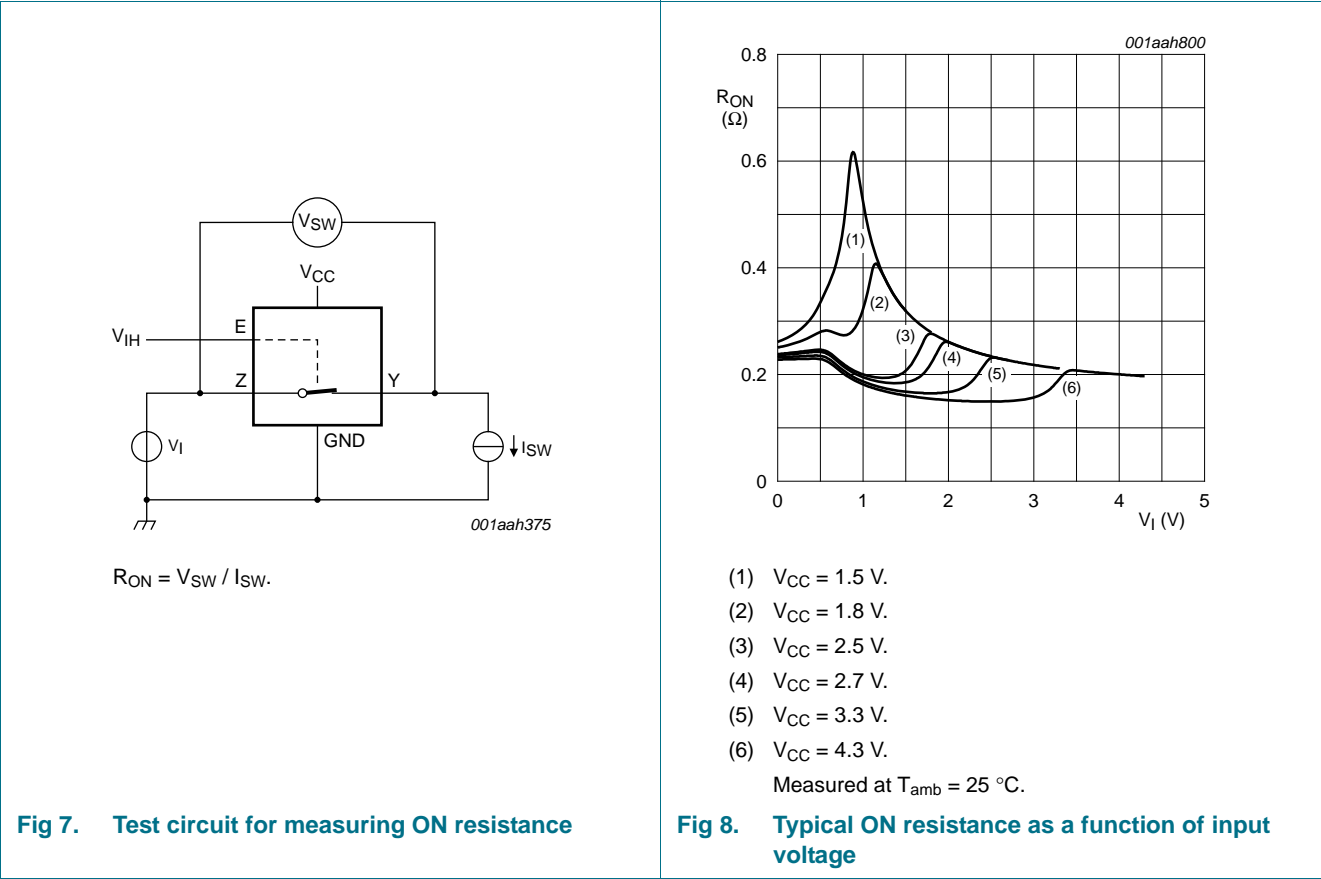 VSW
VCC
VIH
E
Z
Y
GND
VI
ISW
001aah375
RON = VSW / ISW.
Fig 7. Test circuit for measuring ON resistance
001aah800
0.8
RON
(Ω)
0.6
(1)
0.4
(2)
(3)
(4)
0.2
(5)
(6)
0
0 1 2 3 4 5
VI (V)
(1) VCC = 1.5 V.
(2) VCC = 1.8 V.
(3) VCC = 2.5 V.
(4) VCC = 2.7 V.
(5) VCC = 3.3 V.
(6) VCC = 4.3 V.
Measured at Tamb = 25 °C.
Fig 8. Typical ON resistance as a function of input
voltage